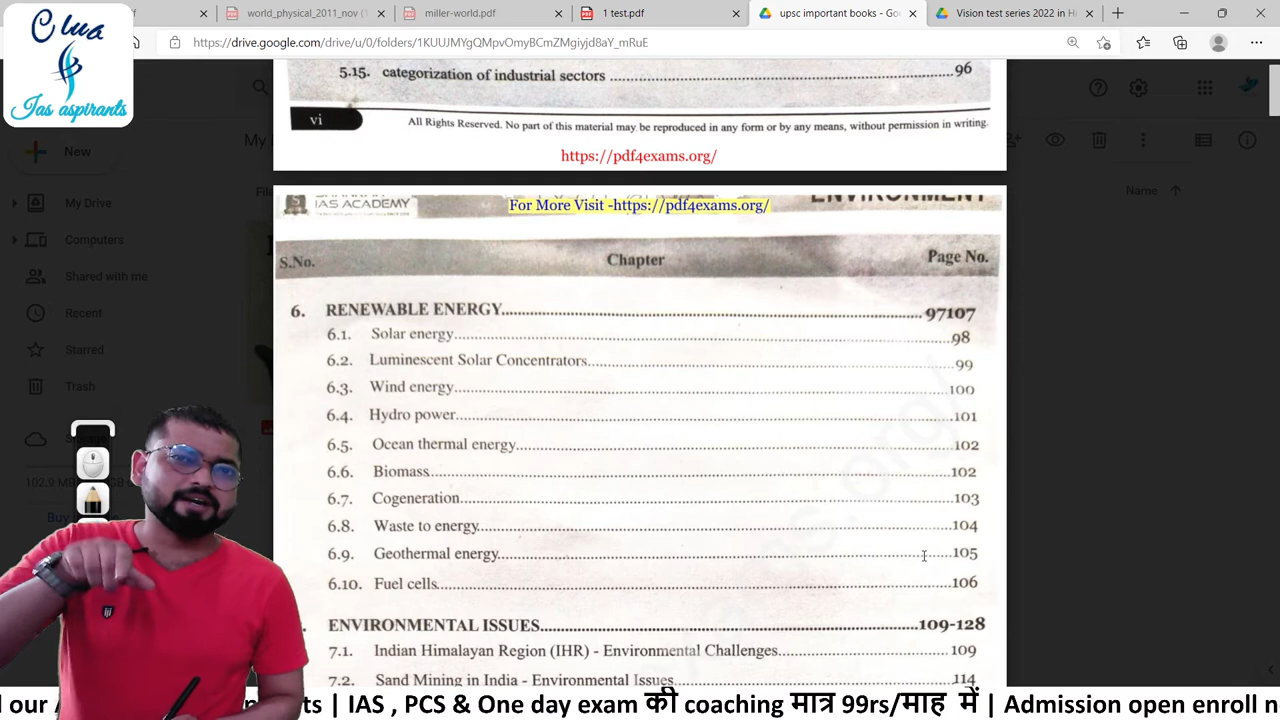 world_physical_2011_nov (
miller-world.pdf
1 test.pdf
upsc important books - Goo
Vision test series 2022 in Hi
https://drive.google.com/drive/u/0/folders/1KUUJMYgQMpvOmyBCmZMgiyjd8aY_mRuE
Clua
Ias aspirants
5.15. categorization of industrial sectors 96
vi
All Rights Reserved. No part of this material may be reproduced in any form or by any means, without permission in writing.
https://pdf4exams.org/
New
My Drive
Computers
Shared with me
Recent
Starred
Trash
102.9 MB
Name
IAS ACADEMY
For More Visit -https://pdf4exams.org/
ENVIRONMENT
S.No. Chapter Page No.
6. RENEWABLE ENERGY 97107
6.1. Solar energy 98
6.2. Luminescent Solar Concentrators 99
6.3. Wind energy 100
6.4. Hydro power 101
6.5. Ocean thermal energy 102
6.6. Biomass 102
6.7. Cogeneration 103
6.8. Waste to energy 104
6.9. Geothermal energy 105
6.10. Fuel cells 106
ENVIRONMENTAL ISSUES 109-128
7.1. Indian Himalayan Region (IHR) - Environmental Challenges 109
7.2. Sand Mining in India - Environmental Issues 114
our ts | IAS , PCS & One day exam की coaching मात्र 99rs/माह में | Admission open enroll n